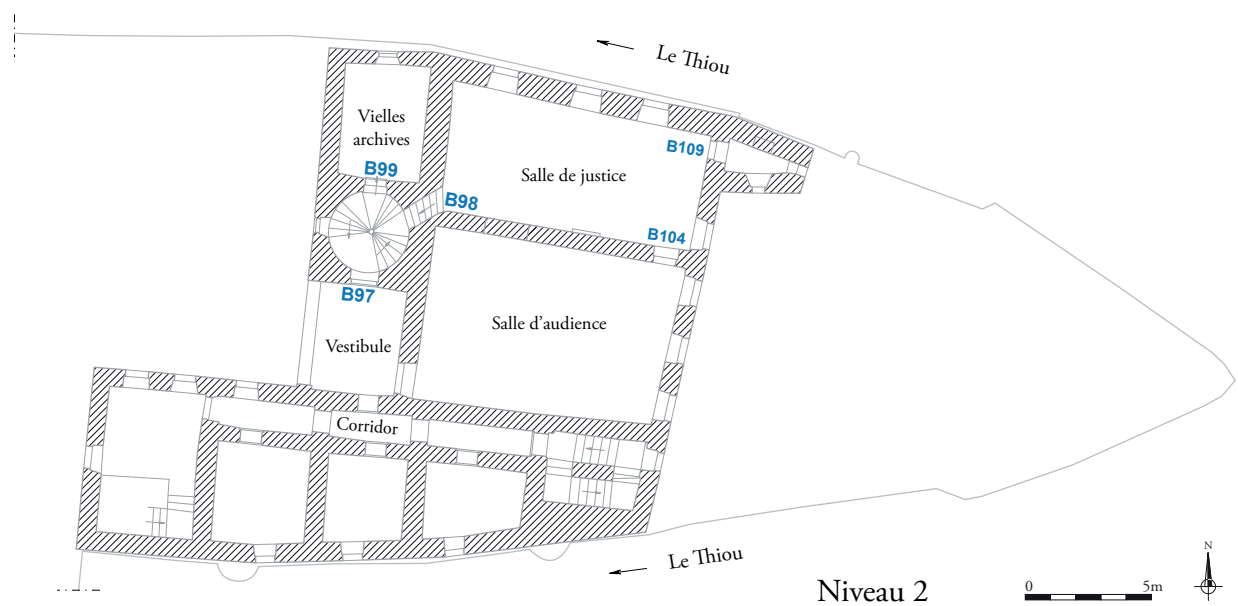 Le Thiou
Vielles
archives
B109
B99
Salle de justice
B98
B104
B97
Salle d'audience
Vestibule
Corridor
Le Thiou
Niveau 2
0 5m
N